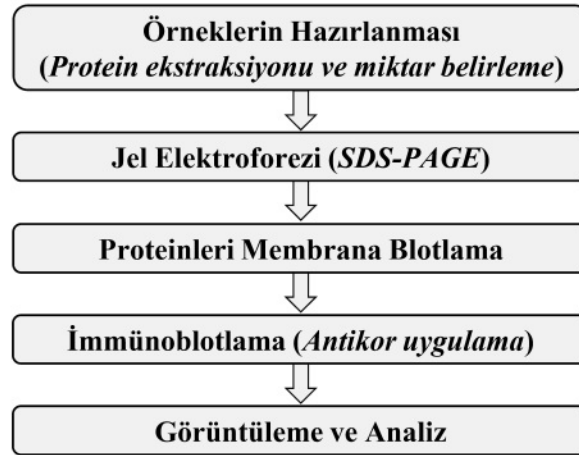 Örneklerin Hazırlanması
(Protein ekstraksiyonu ve miktar belirleme)
Jel Elektroforezi (SDS-PAGE)
Proteinleri Membrana Blotlama
İmmünoblotlama (Antikor uygulama)
Görüntüleme ve Analiz